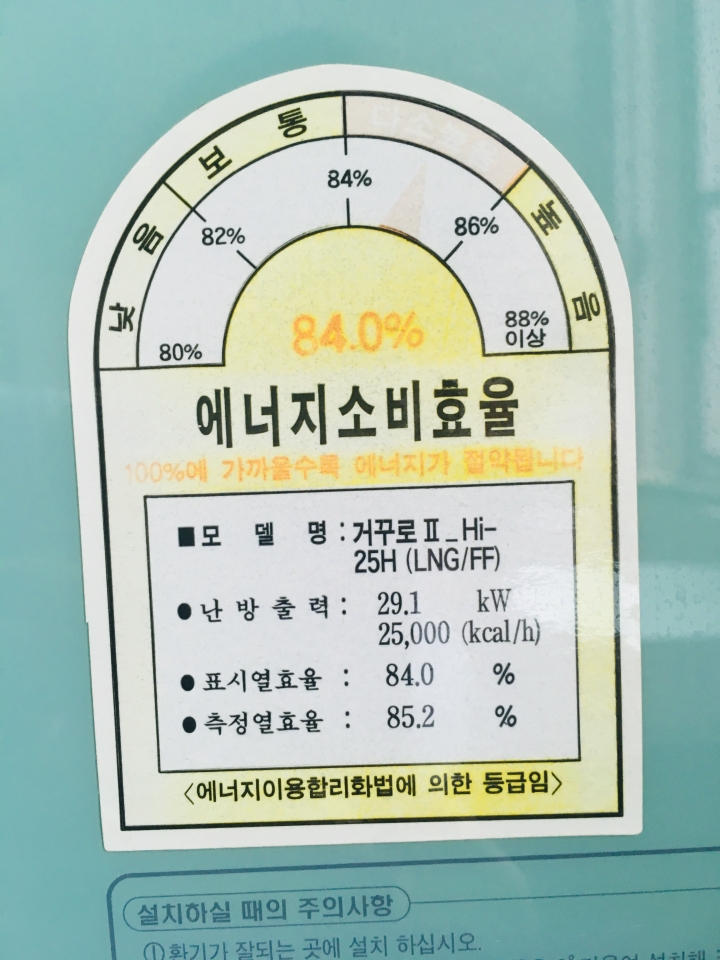 낮음
보통
다소높음
높음
80%
82%
84%
86%
88%
이상
84.0%
에너지소비효율
100%에 가까울수록 에너지가 절약됩니다
■모 델 명 : 거꾸로 Ⅱ_Hi-
25H (LNG/FF)
●난방출력 : 29.1 kW
25,000 (kcal/h)
●표시열효율 : 84.0 %
●측정열효율 : 85.2 %
〈에너지이용합리화법에 의한 등급임〉
설치하실 때의 주의사항
①환기가 잘되는 곳에 설치 하십시오.